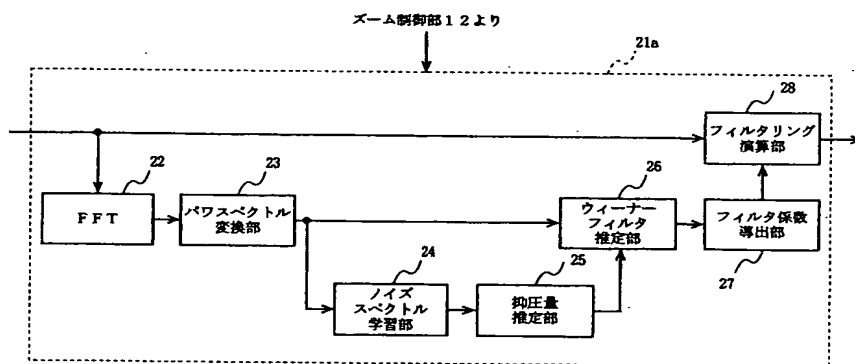 ズーム制御部12より
21a
28
フィルタリング
演算部
22
23
26
FFT
パワスペクトル
変換部
ウィーナー
フィルタ
推定部
フィルタ係数
導出部
27
24
25
ノイズ
スペクトル
学習部
抑圧量
推定部